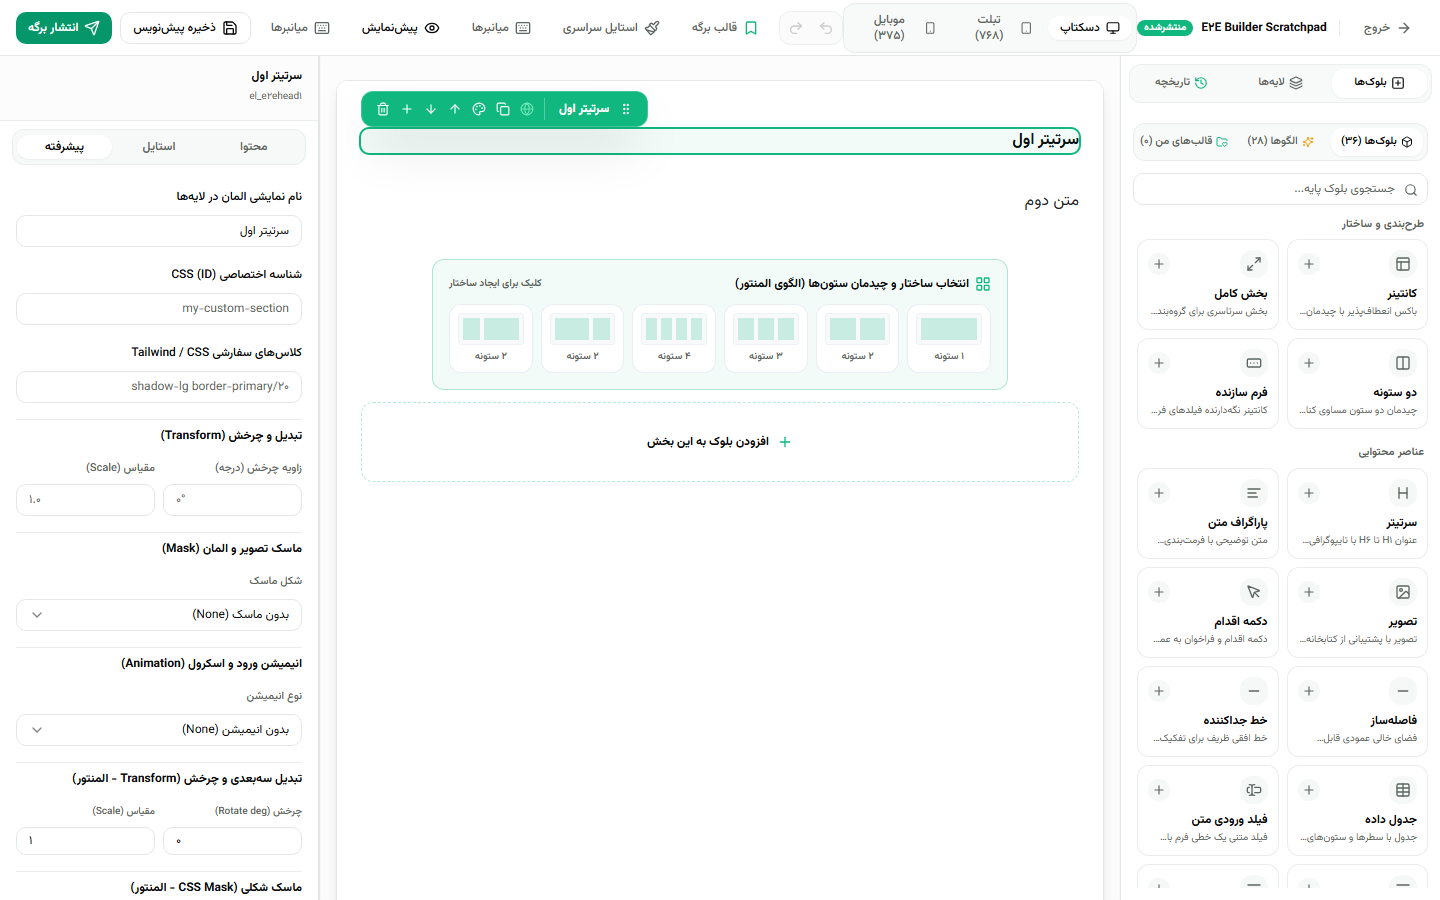 خروج
E۲E Builder Scratchpad
منتشرشده
دسکتاپ
تبلت (۷۶۸)
موبایل (۳۷۵)
قالب برگه
استایل سراسری
میانبرها
پیش‌نمایش
میانبرها
ذخیره پیش‌نویس
انتشار برگه
بلوک‌ها
لایه‌ها
تاریخچه
بلوک‌ها (۳۶)
الگوها (۲۸)
قالب‌های من (۰)
جستجوی بلوک پایه...
طرح‌بندی و ساختار
کانتینر
باکس انعطاف‌پذیر با چیدمان...
بخش کامل
بخش سرتاسری برای گروه‌بند...
دو ستونه
چیدمان دو ستون مساوی کنا...
فرم سازنده
کانتینر نگه‌دارنده فیلدهای فر...
عناصر محتوایی
سرتیتر
عنوان H۱ تا H۶ با تایپوگرافی...
پاراگراف متن
متن توضیحی با فرمت‌بندی...
تصویر
تصویر با پشتیبانی از کتابخانه...
دکمه اقدام
دکمه اقدام و فراخوان به عم...
فاصله‌ساز
فضای خالی عمودی قابل...
خط جداکننده
خط افقی ظریف برای تفکیک...
جدول داده
جدول با سطرها و ستون‌های...
فیلد ورودی متن
فیلد متنی یک خطی فرم با...
سرتیتر اول
سرتیتر اول
متن دوم
انتخاب ساختار و چیدمان ستون‌ها (الگوی المنتور)
کلیک برای ایجاد ساختار
۱ ستونه
۲ ستونه
۳ ستونه
۴ ستونه
۲ ستونه
۲ ستونه
افزودن بلوک به این بخش
سرتیتر اول
el_e۲ehead۱
محتوا
استایل
پیشرفته
نام نمایشی المان در لایه‌ها
سرتیتر اول
شناسه اختصاصی CSS (ID)
my-custom-section
کلاس‌های سفارشی Tailwind / CSS
shadow-lg border-primary/۲۰
تبدیل و چرخش (Transform)
زاویه چرخش (درجه)
مقیاس (Scale)
۰°
۱.۰
ماسک تصویر و المان (Mask)
شکل ماسک
بدون ماسک (None)
انیمیشن ورود و اسکرول (Animation)
نوع انیمیشن
بدون انیمیشن (None)
تبدیل سه‌بعدی و چرخش (Transform - المنتور)
چرخش (Rotate deg)
مقیاس (Scale)
۰
۱
ماسک شکلی (CSS Mask - المنتور)